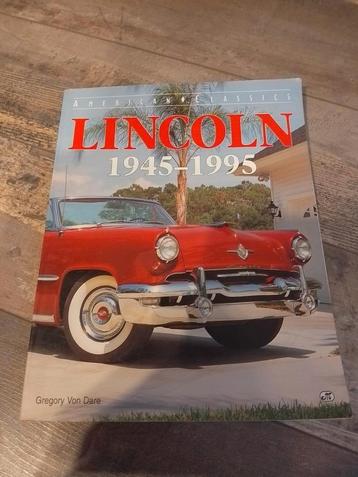 AMERICAN CLASSICS
LINCOLN
1945–1995
Gregory Von Dare